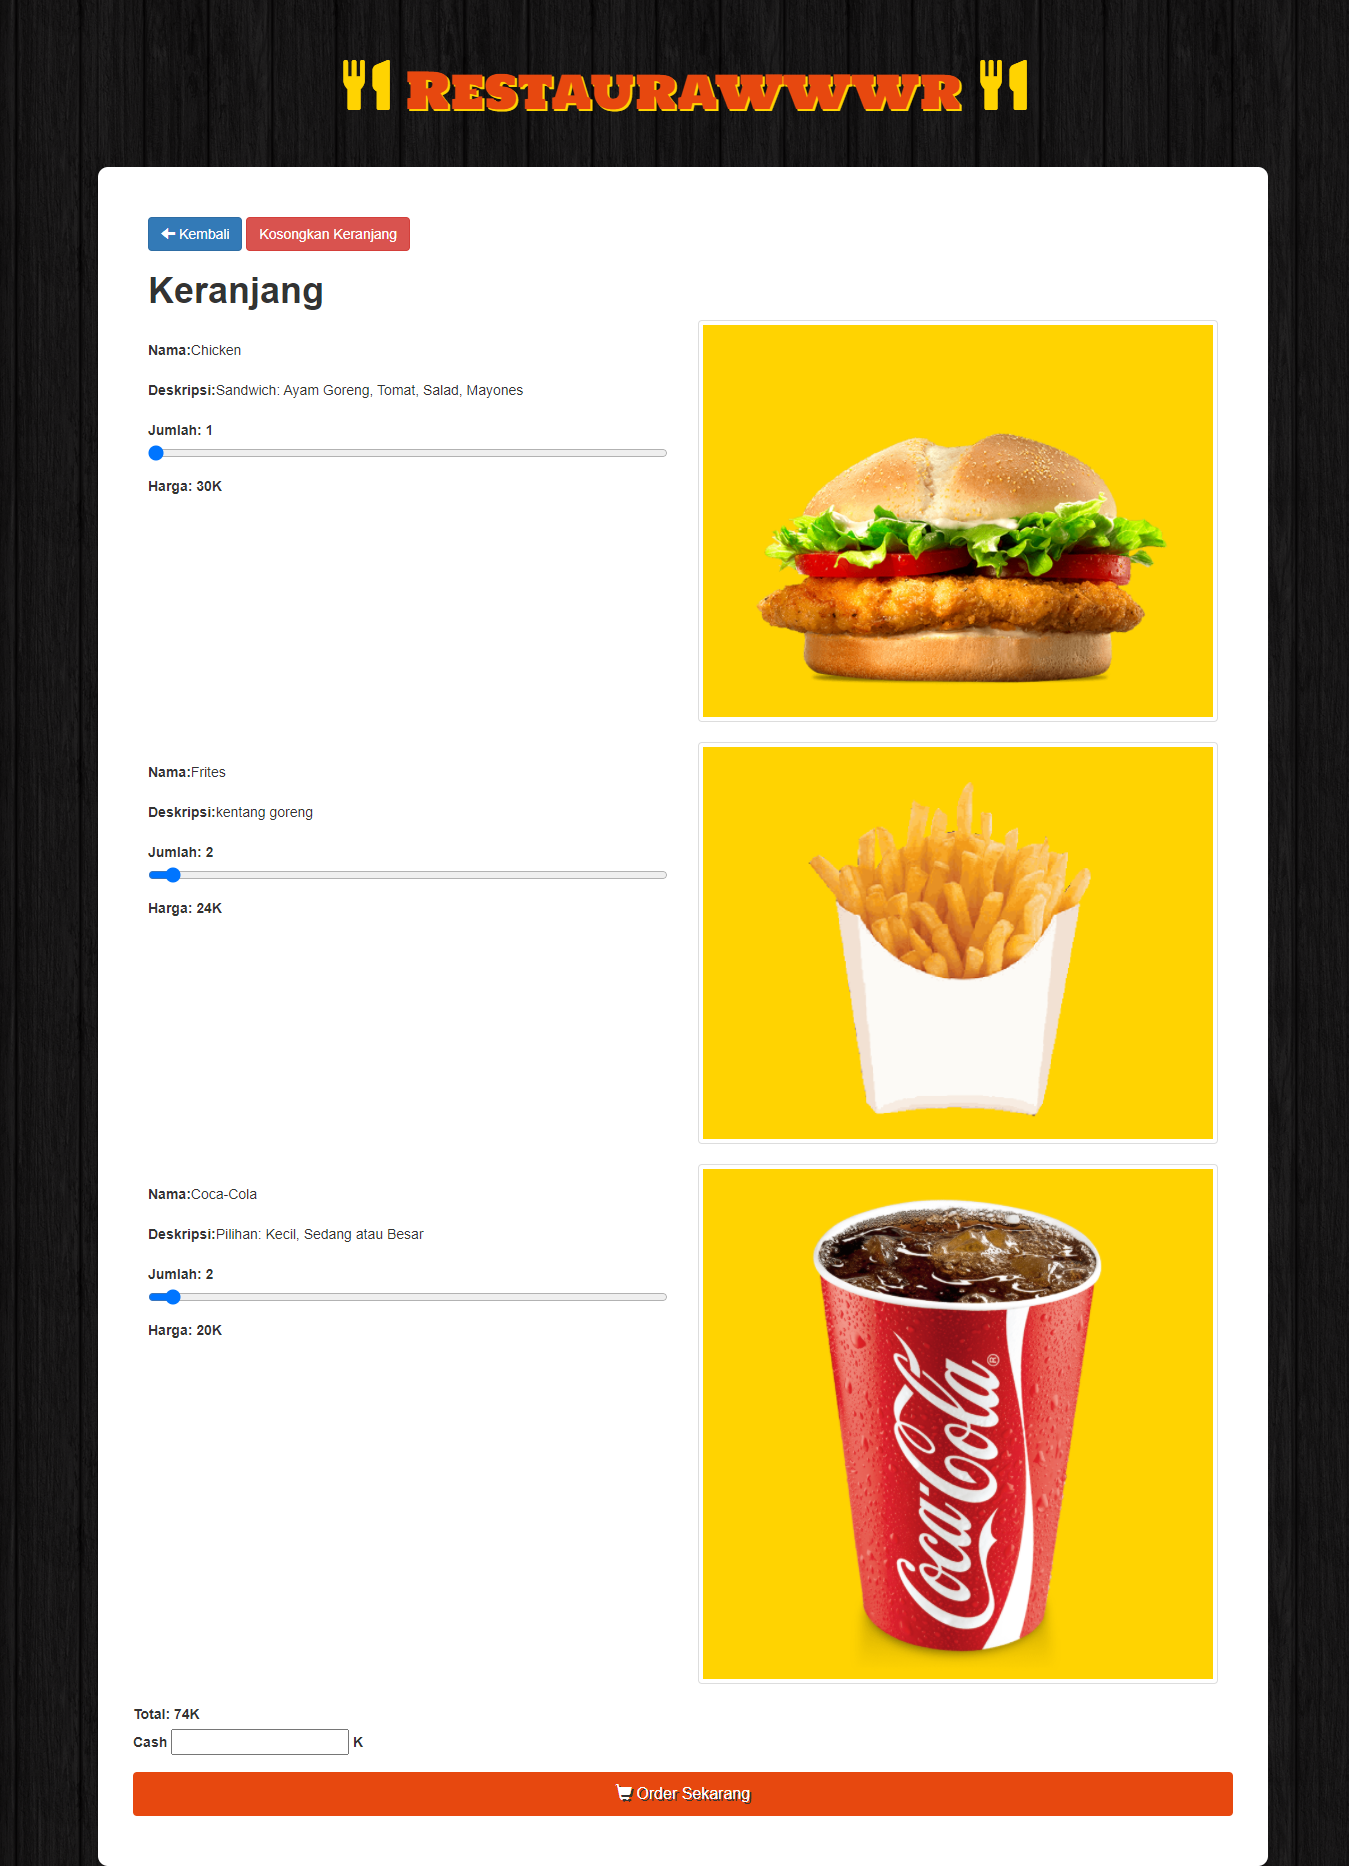 Restaurawwwr
Kembali Kosongkan Keranjang
Keranjang
Nama:Chicken
Deskripsi:Sandwich: Ayam Goreng, Tomat, Salad, Mayones
Jumlah: 1
Harga: 30K
Nama:Frites
Deskripsi:kentang goreng
Jumlah: 2
Harga: 24K
Nama:Coca-Cola
Deskripsi:Pilihan: Kecil, Sedang atau Besar
Jumlah: 2
Harga: 20K
Coca-Cola®
Total: 74K
Cash K
Order Sekarang